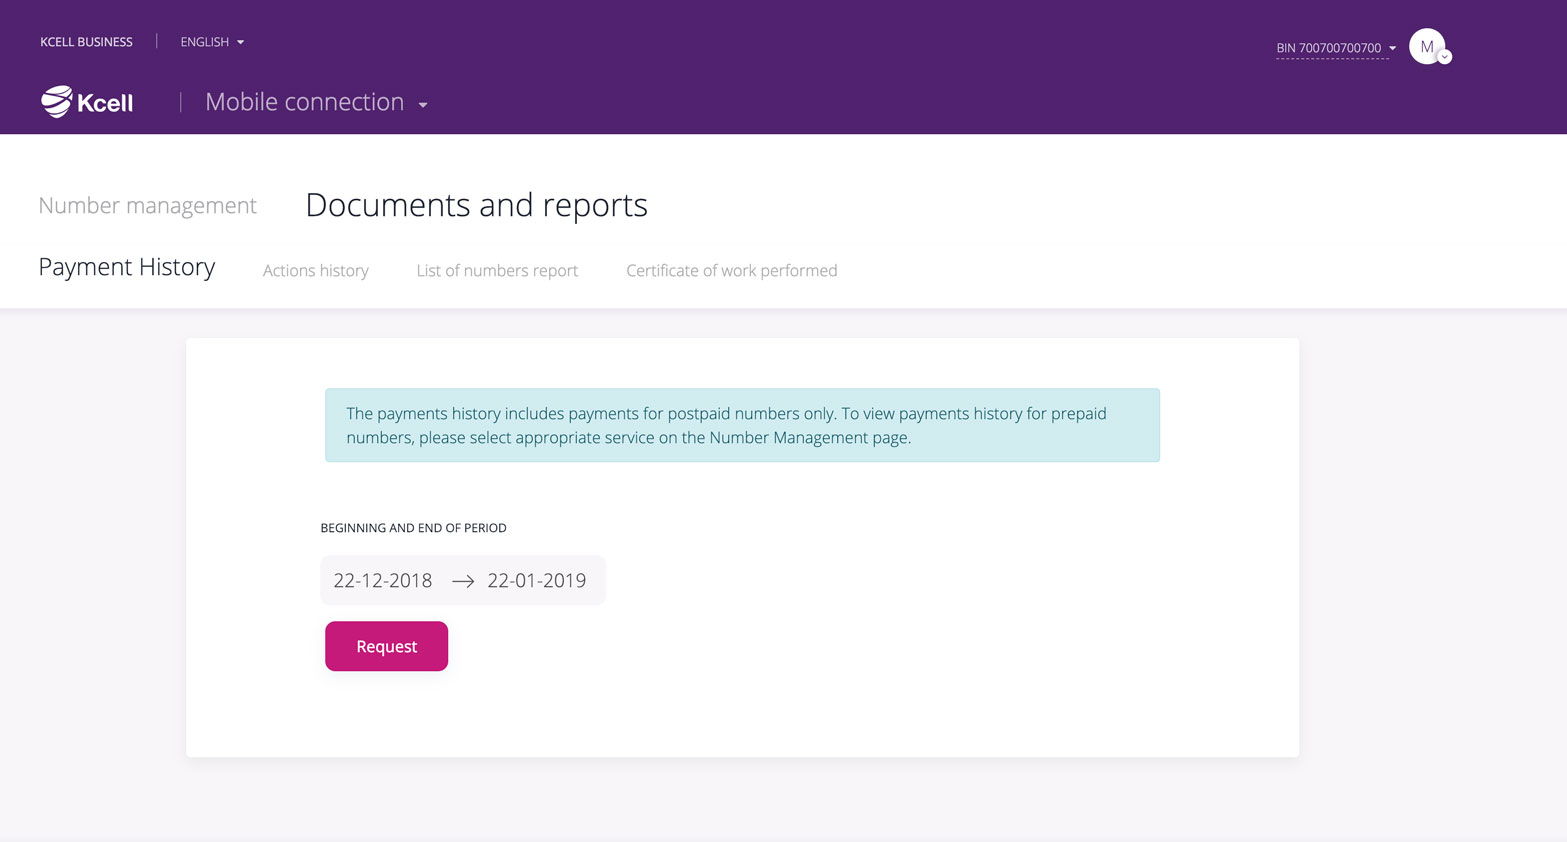 KCELL BUSINESS
ENGLISH
BIN 700700700700
M
Kcell
Mobile connection
Number management
Documents and reports
Payment History
Actions history
List of numbers report
Certificate of work performed
The payments history includes payments for postpaid numbers only. To view payments history for prepaid
numbers, please select appropriate service on the Number Management page.
BEGINNING AND END OF PERIOD
22-12-2018 → 22-01-2019
Request